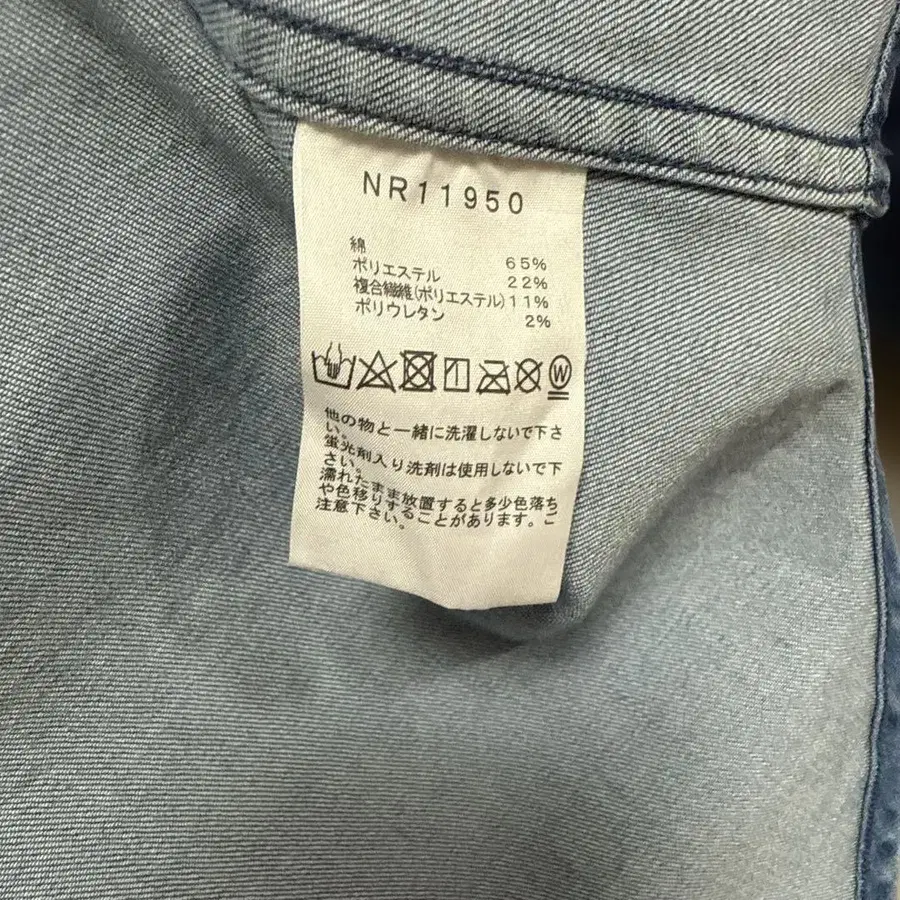 NR11950
綿 65%
ポリエステル 22%
複合繊維(ポリエステル)11%
ポリウレタン 2%
W
他の物と一緒に洗濯しないで下さ
い。
蛍光剤入り洗剤は使用しないで下
さい。
濡れたまま放置すると多少色落ち
や色移りすることがあります。ご
注意下さい。